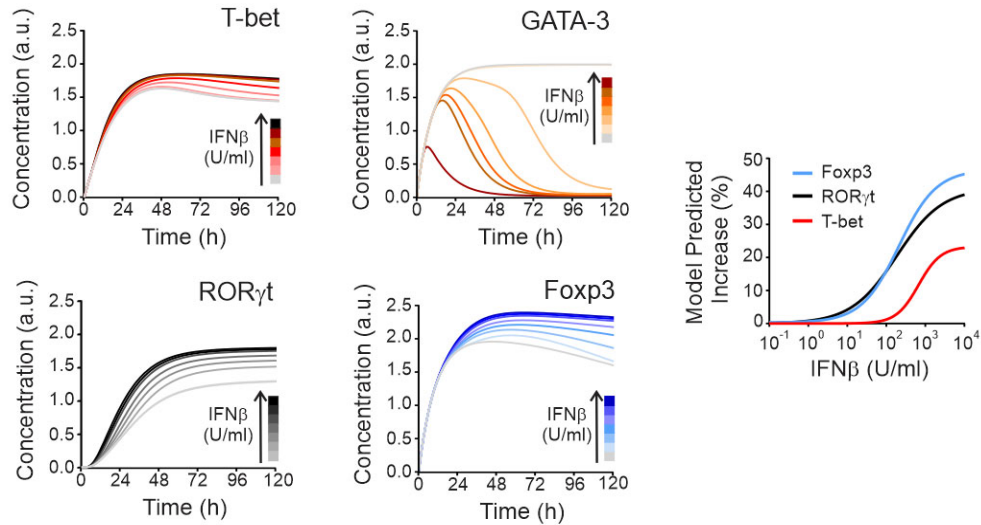 T-bet
Concentration (a.u.)
2.5
2.0
1.5
1.0
0.5
0.0
IFNβ
(U/ml)
0 24 48 72 96 120
Time (h)
GATA-3
Concentration (a.u.)
2.5
2.0
1.5
1.0
0.5
0.0
IFNβ
(U/ml)
0 24 48 72 96 120
Time (h)
RORγt
Concentration (a.u.)
2.5
2.0
1.5
1.0
0.5
0.0
IFNβ
(U/ml)
0 24 48 72 96 120
Time (h)
Foxp3
Concentration (a.u.)
2.5
2.0
1.5
1.0
0.5
0.0
IFNβ
(U/ml)
0 24 48 72 96 120
Time (h)
Model Predicted
Increase (%)
50
40
30
20
10
0
Foxp3
RORγt
T-bet
10⁻¹ 10⁰ 10¹ 10² 10³ 10⁴
IFNβ (U/ml)